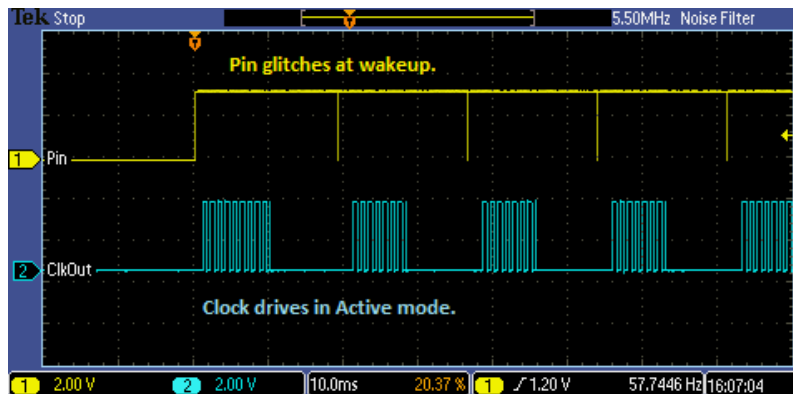 Tek Stop 5.50MHz Noise Filter
T
T
Pin glitches at wakeup.
1 Pin
2 ClkOut
Clock drives in Active mode.
1 2.00 V 2 2.00 V 10.0ms 20.37 % 1 / 1.20 V 57.7446 Hz 16:07:04